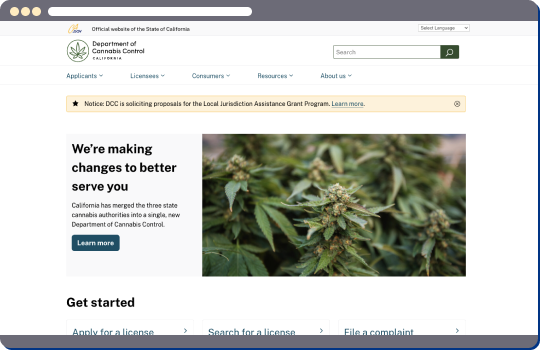 CA.GOV
Official website of the State of California
Select Language
Department of
Cannabis Control
CALIFORNIA
Search
Applicants
Licensees
Consumers
Resources
About us
Notice: DCC is soliciting proposals for the Local Jurisdiction Assistance Grant Program. Learn more.
We're making
changes to better
serve you
California has merged the three state
cannabis authorities into a single, new
Department of Cannabis Control.
Learn more
Get started
Apply for a license
Search for a license
File a complaint